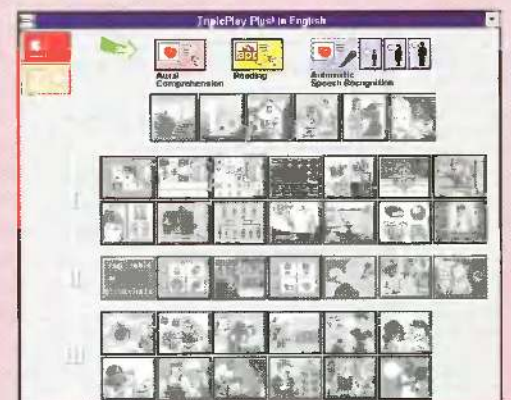 TriplePlay Plus! in English
Aural
Comprehension
Reading
Automatic
Speech Recognition
I
II
III